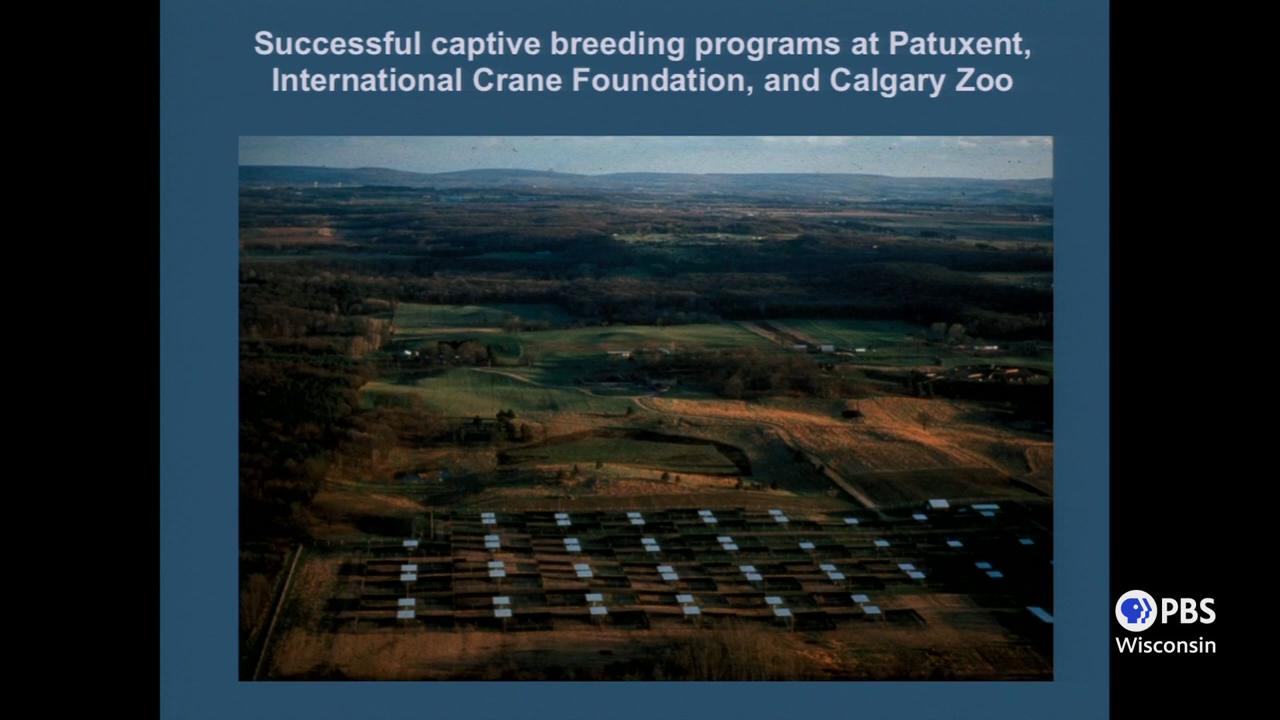 Successful captive breeding programs at Patuxent,
International Crane Foundation, and Calgary Zoo
PBS
Wisconsin